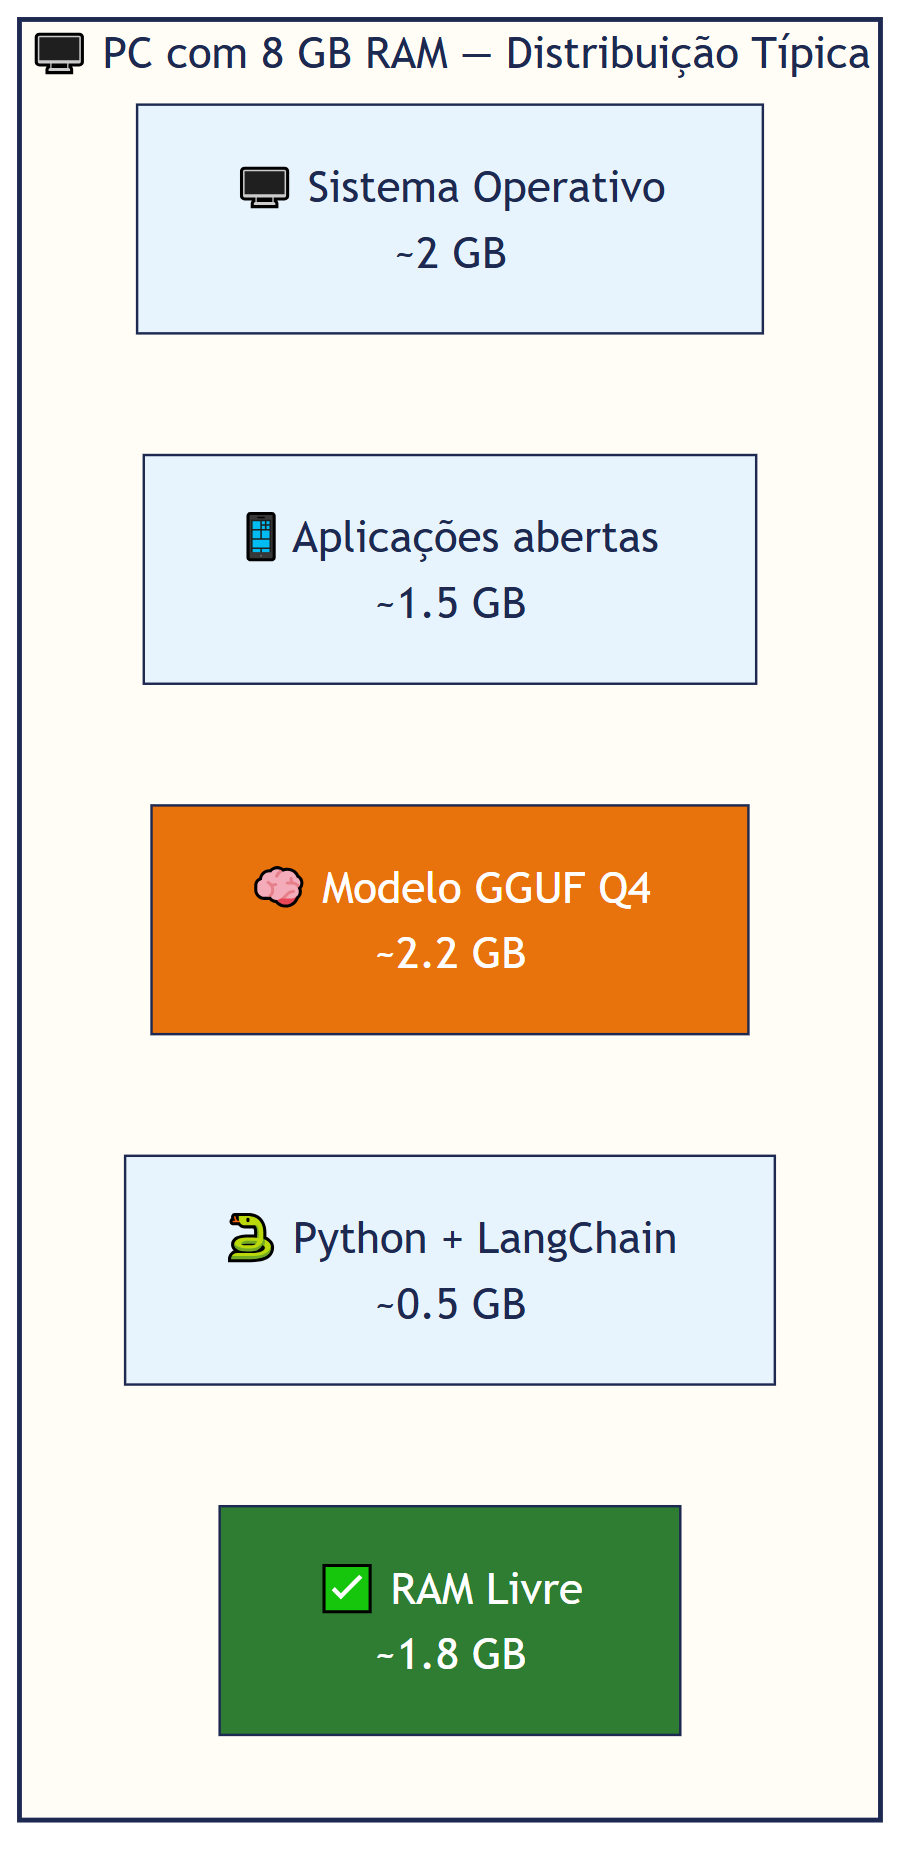 PC com 8 GB RAM — Distribuição Típica
Sistema Operativo
~2 GB
Aplicações abertas
~1.5 GB
Modelo GGUF Q4
~2.2 GB
Python + LangChain
~0.5 GB
RAM Livre
~1.8 GB